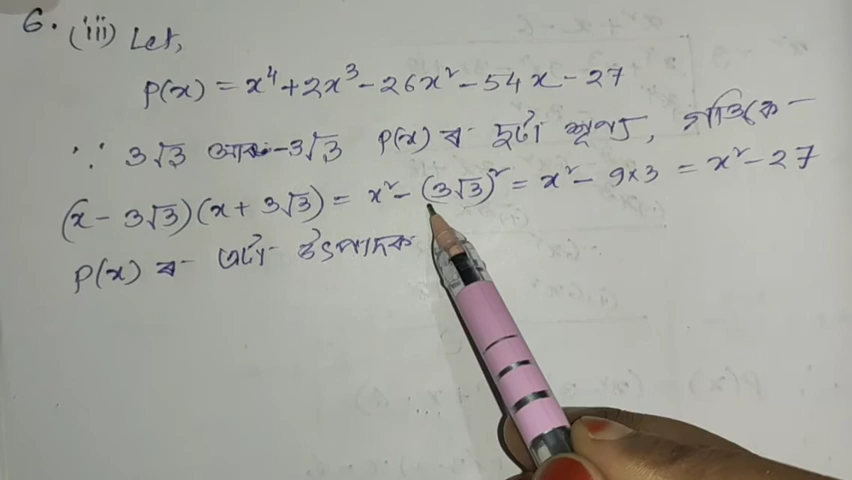 6. (iii) Let,
p(x) = x⁴ + 2x³ - 26x² - 54x - 27
∵ 3√3 আৰু -3√3 p(x) ৰ দুটা শূন্য, গতিকে
(x - 3√3)(x + 3√3) = x² - (3√3)² = x² - 9×3 = x² - 27
p(x) ৰ এটা উৎপাদক